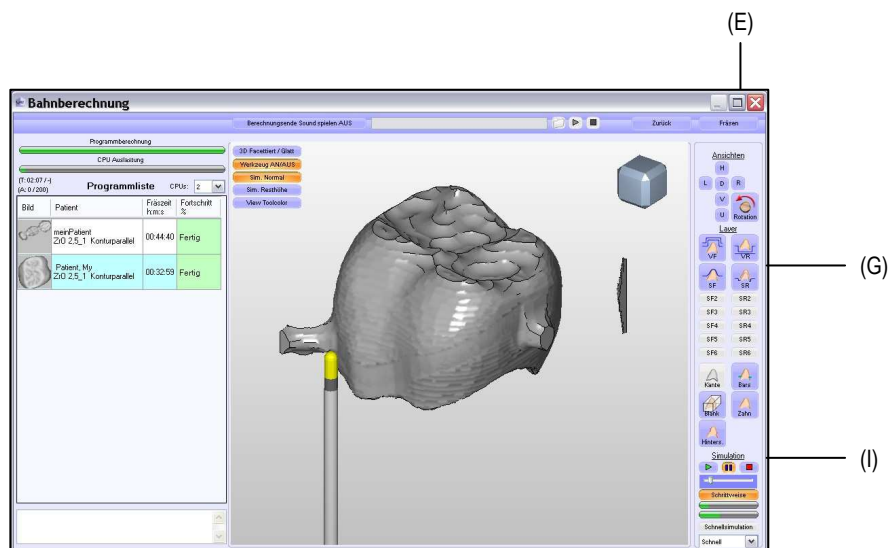 (E)
Bahnberechnung
Berechnungsende Sound spielen AUS
Zurück
Fräsen
Programmberechnung
CPU Auslastung
(T: 02:07 /-)
(A: 0 / 200)
Programmliste
CPUs: 2
Bild Patient Fräszeit h:m:s Fortschritt %
meinPatient
ZrO 2,5_1 Konturparallel
00:44:40 Fertig
Patient, My
ZrO 2,5_1 Konturparallel
00:32:59 Fertig
3D Facettiert / Glatt
Werkzeug AN/AUS
Sim. Normal
Sim. Resthöhe
View Toolcolor
Ansichten
H
L D R
V
U
Rotation
Layer
VF VR
SF SR
SF2 SR2
SF3 SR3
SF4 SR4
SF5 SR5
SF6 SR6
Kante Bars
Blank Zahn
Hinters.
Simulation
Schrittweise
Schnellsimulation
Schnell
(G)
(I)